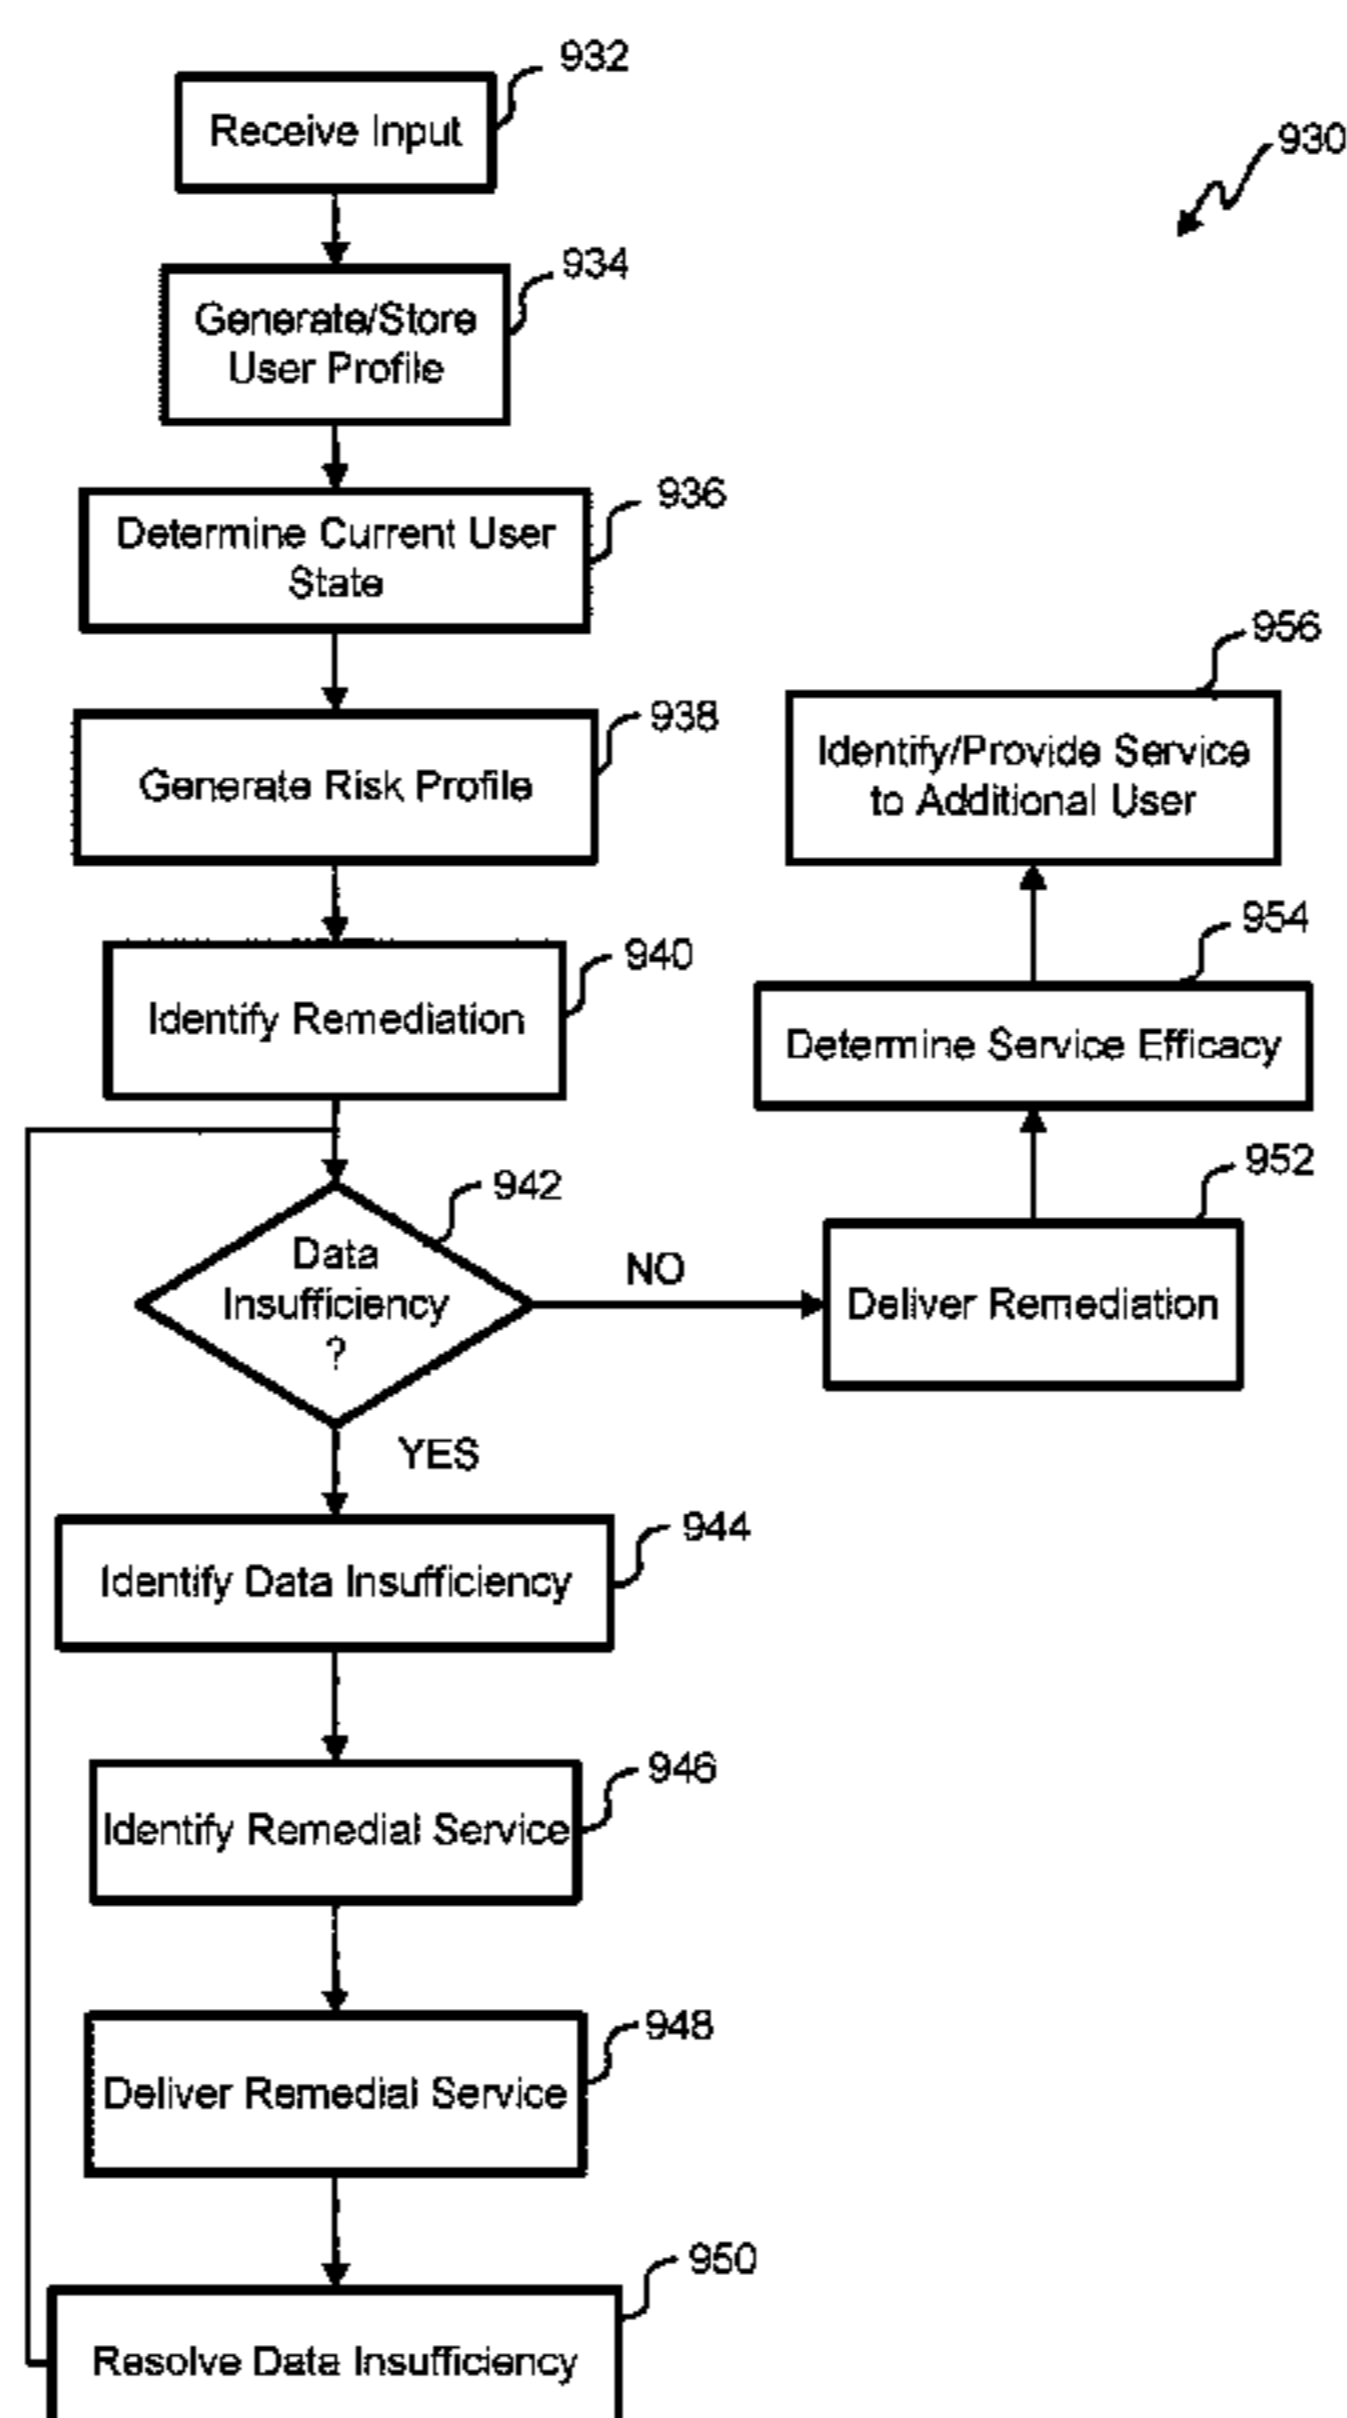 932
Receive Input
930
934
Generate/Store
User Profile
936
Determine Current User
State
938
Generate Risk Profile
940
Identify Remediation
942
Data
Insufficiency
?
NO
YES
944
Identify Data Insufficiency
946
Identify Remedial Service
948
Deliver Remedial Service
950
Resolve Data Insufficiency
956
Identify/Provide Service
to Additional User
954
Determine Service Efficacy
952
Deliver Remediation